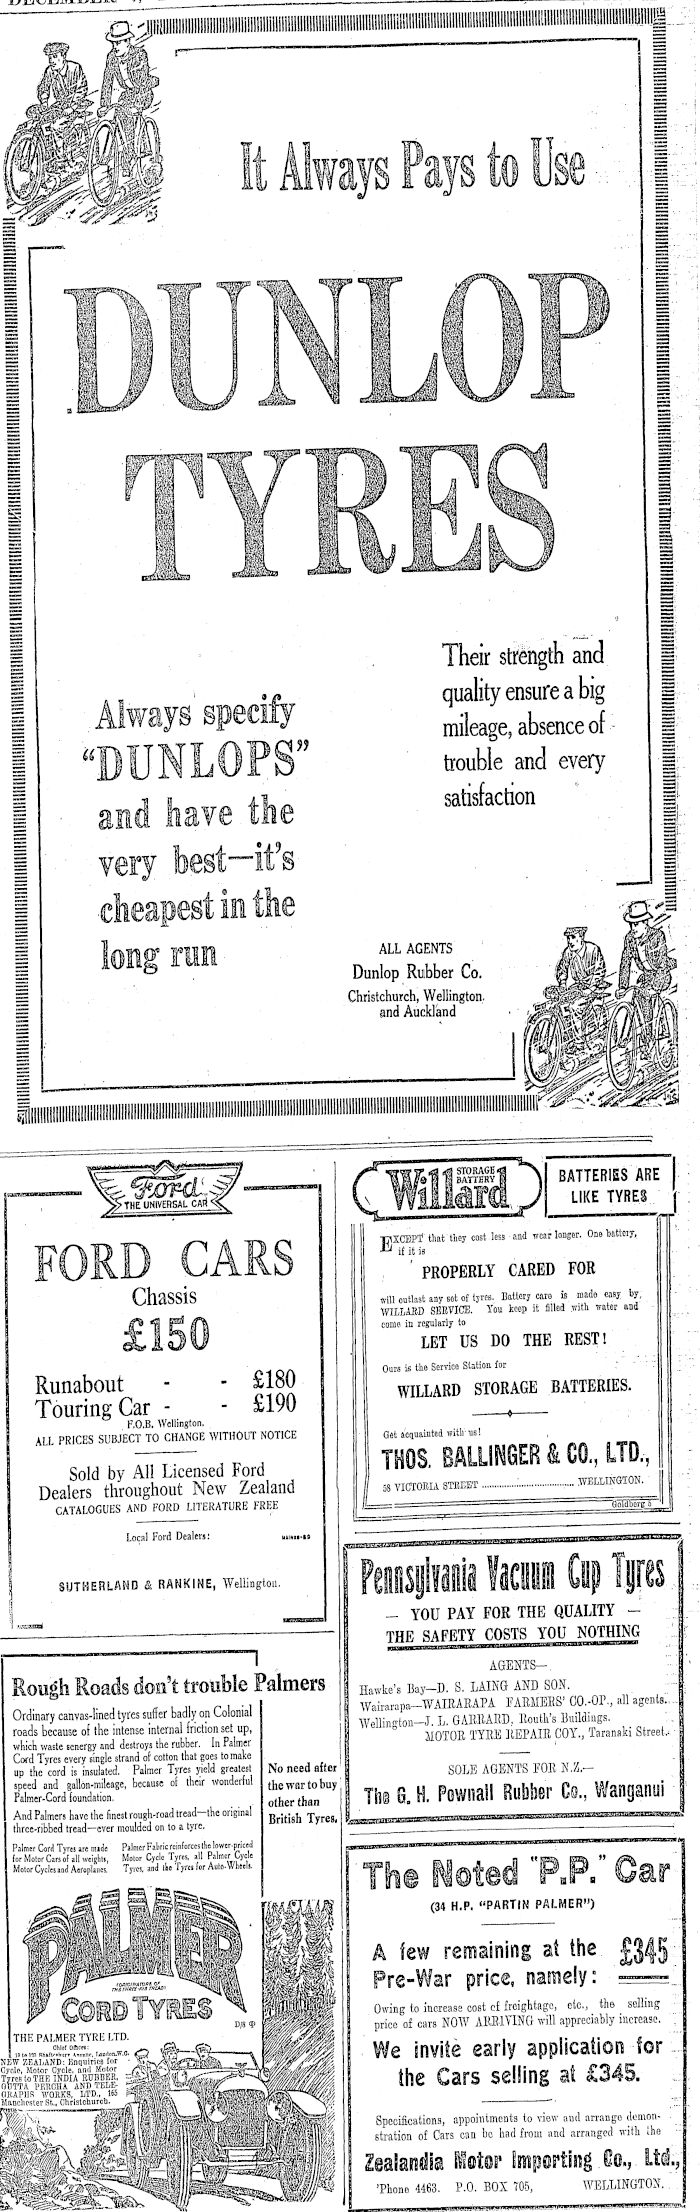 DECEMBER
It Always Pays to Use
DUNLOP
TYRES
Their strength and
quality ensure a big
mileage, absence of
trouble and every
satisfaction
Always specify
“DUNLOPS”
and have the
very best—it’s
cheapest in the
long run
ALL AGENTS
Dunlop Rubber Co.
Christchurch, Wellington.
and Auckland
Ford
THE UNIVERSAL CAR
FORD CARS
Chassis
£150
Runabout - - £180
Touring Car - - £190
F.O.B. Wellington.
ALL PRICES SUBJECT TO CHANGE WITHOUT NOTICE
Sold by All Licensed Ford
Dealers throughout New Zealand
CATALOGUES AND FORD LITERATURE FREE
Local Ford Dealers:
SUTHERLAND & RANKINE, Wellington.
Rough Roads don’t trouble Palmers
Ordinary canvas-lined tyres suffer badly on Colonial
roads because of the intense internal friction set up,
which waste senergy and destroys the rubber. In Palmer
Cord Tyres every single strand of cotton that goes to make
up the cord is insulated. Palmer Tyres yield greatest
speed and gallon-mileage, because of their wonderful
Palmer-Cord foundation.
And Palmers have the finest rough-road tread—the original
three-ribbed tread—ever moulded on to a tyre.
Palmer Cord Tyres are made
for Motor Cars of all weights,
Motor Cycles and Aeroplanes.
Palmer Fabric reinforces the lower-priced
Motor Cycle Tyres, all Palmer Cycle
Tyres, and the Tyres for Auto-Wheels.
No need after
the war to buy
other than
British Tyres.
PALMER
CORD TYRES
THE PALMER TYRE LTD.
Chief Offices:
Shaftesbury Avenue, London, W.C.
NEW ZEALAND: Enquiries for
Cycle, Motor Cycle, and Motor
Tyres to THE INDIA RUBBER,
GUTTA PERCHA AND TELE-
GRAPHS WORKS, LTD., 165
Manchester St., Christchurch.
Willard
STORAGE
BATTERY
BATTERIES ARE
LIKE TYRES
EXCEPT that they cost less and wear longer. One battery,
if it is
PROPERLY CARED FOR
will outlast any set of tyres. Battery care is made easy by
WILLARD SERVICE. You keep it filled with water and
come in regularly to
LET US DO THE REST!
Ours is the Service Station for
WILLARD STORAGE BATTERIES.
Get acquainted with us!
THOS. BALLINGER & CO., LTD.,
58 VICTORIA STREET ........................ WELLINGTON.
Goldberg 5
Pennsylvania Vacuum Cup Tyres
— YOU PAY FOR THE QUALITY —
THE SAFETY COSTS YOU NOTHING
AGENTS—
Hawke's Bay—D. S. LAING AND SON.
Wairarapa—WAIRARAPA FARMERS' CO.-OP., all agents.
Wellington—J. L. GARRARD, Routh's Buildings.
MOTOR TYRE REPAIR COY., Taranaki Street.
SOLE AGENTS FOR N.Z.—
The G. H. Pownall Rubber Co., Wanganui
The Noted "P.P." Car
(34 H.P. “PARTIN PALMER”)
A few remaining at the £345
Pre-War price, namely:
Owing to increase cost of freightage, etc., the selling
price of cars NOW ARRIVING will appreciably increase.
We invite early application for
the Cars selling at £345.
Specifications, appointments to view and arrange demon-
stration of Cars can be had from and arranged with the
Zealandia Motor Importing Co., Ltd.,
'Phone 4463. P.O. BOX 705, WELLINGTON.